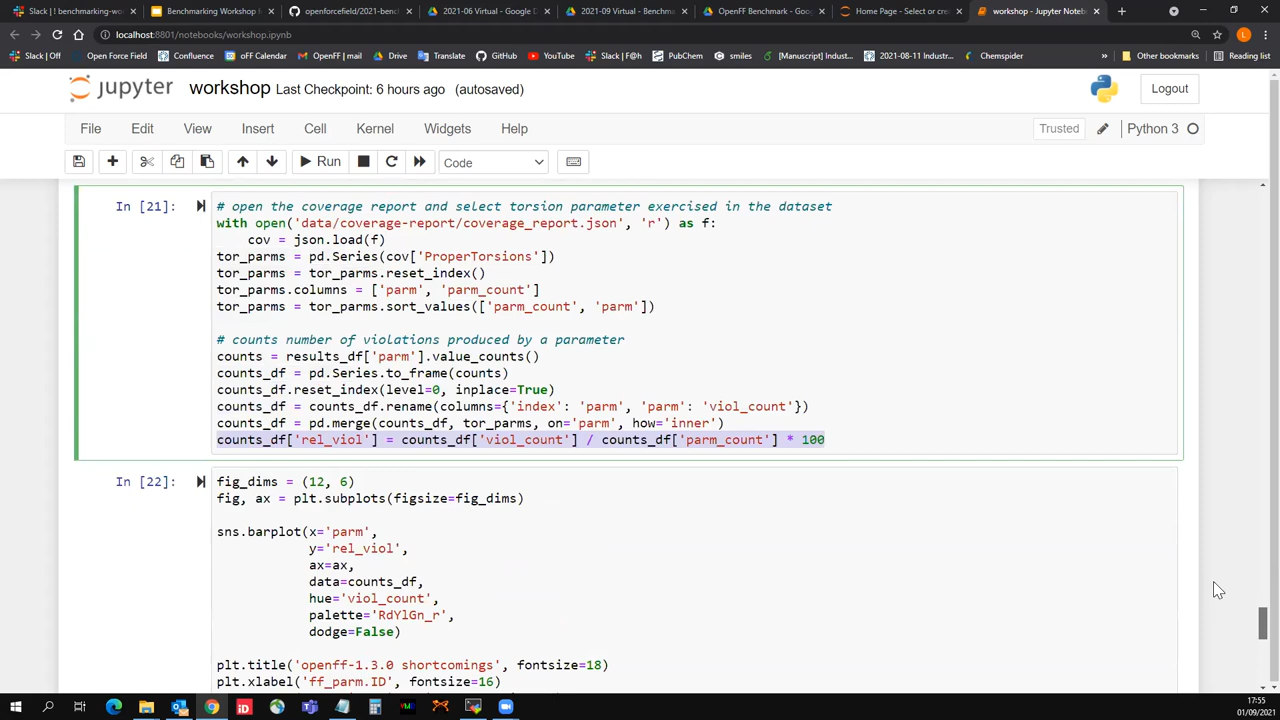 Slack | ! benchmarking-w
Benchmarking Workshop
openforcefield/2021-benc
2021-06 Virtual - Google D
2021-09 Virtual - Benchma
OpenFF Benchmark - Goog
Home Page - Select or cre
workshop - Jupyter Noteb
localhost:8801/notebooks/workshop.ipynb
Slack | Off
Open Force Field
Confluence
oFF Calendar
OpenFF | mail
Drive
Translate
GitHub
YouTube
Slack | F@h
PubChem
smiles
[Manuscript] Indust...
2021-08-11 Industr...
Chemspider
»
Other bookmarks
Reading list
jupyter workshop Last Checkpoint: 6 hours ago (autosaved)
Logout
File Edit View Insert Cell Kernel Widgets Help
Trusted
Python 3
Run
Code
In [21]:
# open the coverage report and select torsion parameter exercised in the dataset
with open('data/coverage-report/coverage_report.json', 'r') as f:
    cov = json.load(f)
tor_parms = pd.Series(cov['ProperTorsions'])
tor_parms = tor_parms.reset_index()
tor_parms.columns = ['parm', 'parm_count']
tor_parms = tor_parms.sort_values(['parm_count', 'parm'])
# counts number of violations produced by a parameter
counts = results_df['parm'].value_counts()
counts_df = pd.Series.to_frame(counts)
counts_df.reset_index(level=0, inplace=True)
counts_df = counts_df.rename(columns={'index': 'parm', 'parm': 'viol_count'})
counts_df = pd.merge(counts_df, tor_parms, on='parm', how='inner')
counts_df['rel_viol'] = counts_df['viol_count'] / counts_df['parm_count'] * 100
In [22]:
fig_dims = (12, 6)
fig, ax = plt.subplots(figsize=fig_dims)
sns.barplot(x='parm',
            y='rel_viol',
            ax=ax,
            data=counts_df,
            hue='viol_count',
            palette='RdYlGn_r',
            dodge=False)
plt.title('openff-1.3.0 shortcomings', fontsize=18)
plt.xlabel('ff_parm.ID', fontsize=16)
17:55
01/09/2021